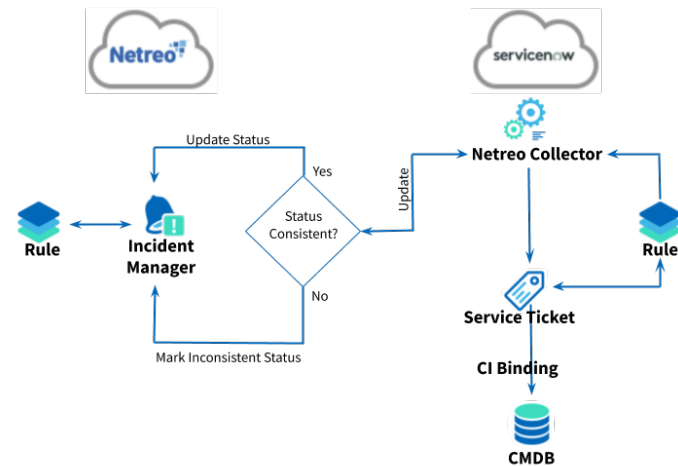 Netreo
servicenow
Update Status
Yes
Netreo Collector
Update
Status
Consistent?
Rule
Incident
Manager
Rule
No
Service Ticket
Mark Inconsistent Status
CI Binding
CMDB